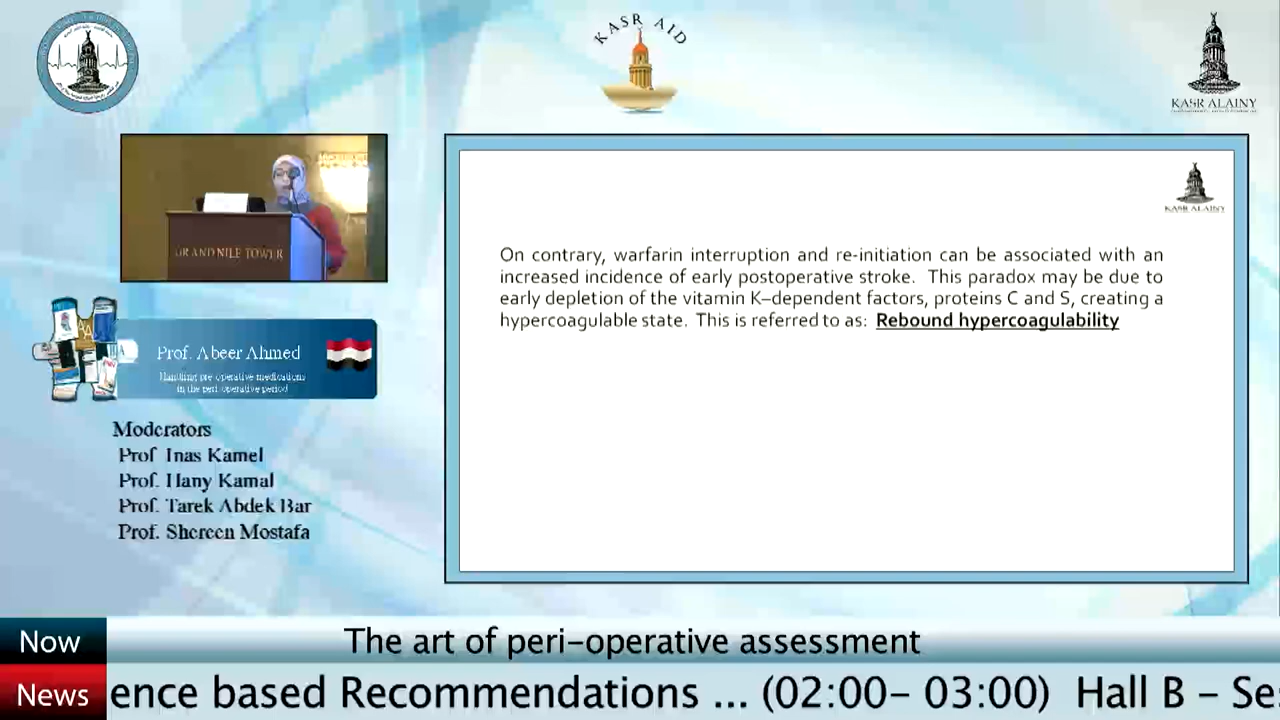 KASR AID
KASR ALAINY
KASR ALAINY
On contrary, warfarin interruption and re-initiation can be associated with an
increased incidence of early postoperative stroke. This paradox may be due to
early depletion of the vitamin K–dependent factors, proteins C and S, creating a
hypercoagulable state. This is referred to as: Rebound hypercoagulability
GRAND NILE TOWER
Prof. Abeer Ahmed
Handling pre operative medications
in the peri operative period
Moderators
Prof Inas Kamel
Prof. Hany Kamal
Prof. Tarek Abdek Bar
Prof. Shereen Mostafa
Now
The art of peri-operative assessment
News
ence based Recommendations ... (02:00- 03:00) Hall B - Se